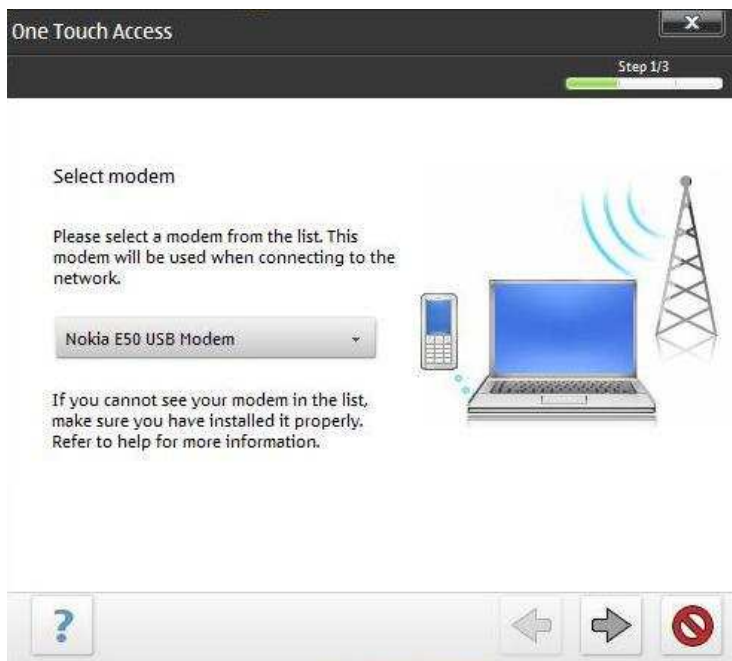 One Touch Access
X
Step 1/3
Select modem
Please select a modem from the list. This
modem will be used when connecting to the
network.
Nokia E50 USB Modem
If you cannot see your modem in the list,
make sure you have installed it properly.
Refer to help for more information.
?